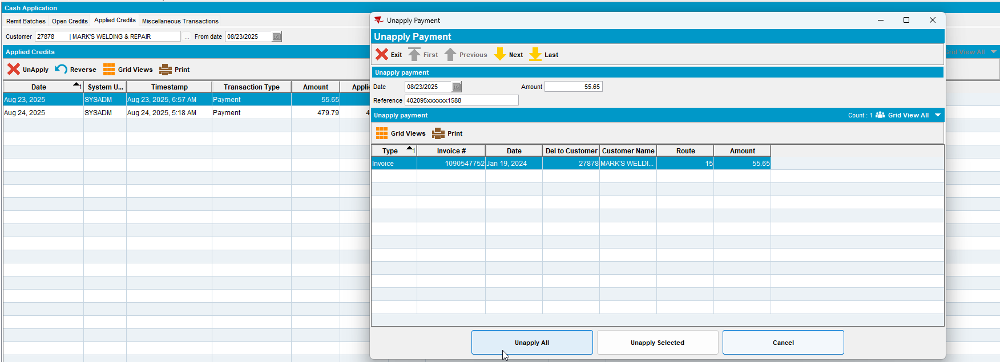 Cash Application
Remit Batches Open Credits Applied Credits Miscellaneous Transactions
Customer 27878 | MARK'S WELDING & REPAIR ... From date 08/23/2025 16
Applied Credits
UnApply Reverse Grid Views Print
Date 1 System U... Timestamp Transaction Type Amount Applie
Aug 23, 2025 SYSADM Aug 23, 2025, 6:57 AM Payment 55.65
Aug 24, 2025 SYSADM Aug 24, 2025, 5:18 AM Payment 479.79 4
Grid View All
Unapply Payment
Unapply Payment
Exit First Previous Next Last
Unapply payment
Date 08/23/2025 16 Amount 55.65
Reference 402095xxxxxx1588
Unapply payment Count : 1 Grid View All
Grid Views Print
Type 1 Invoice # Date Del to Customer Customer Name Route Amount
Invoice 1090547752 Jan 19, 2024 27878 MARK'S WELDI... 15 55.65
Unapply All Unapply Selected Cancel